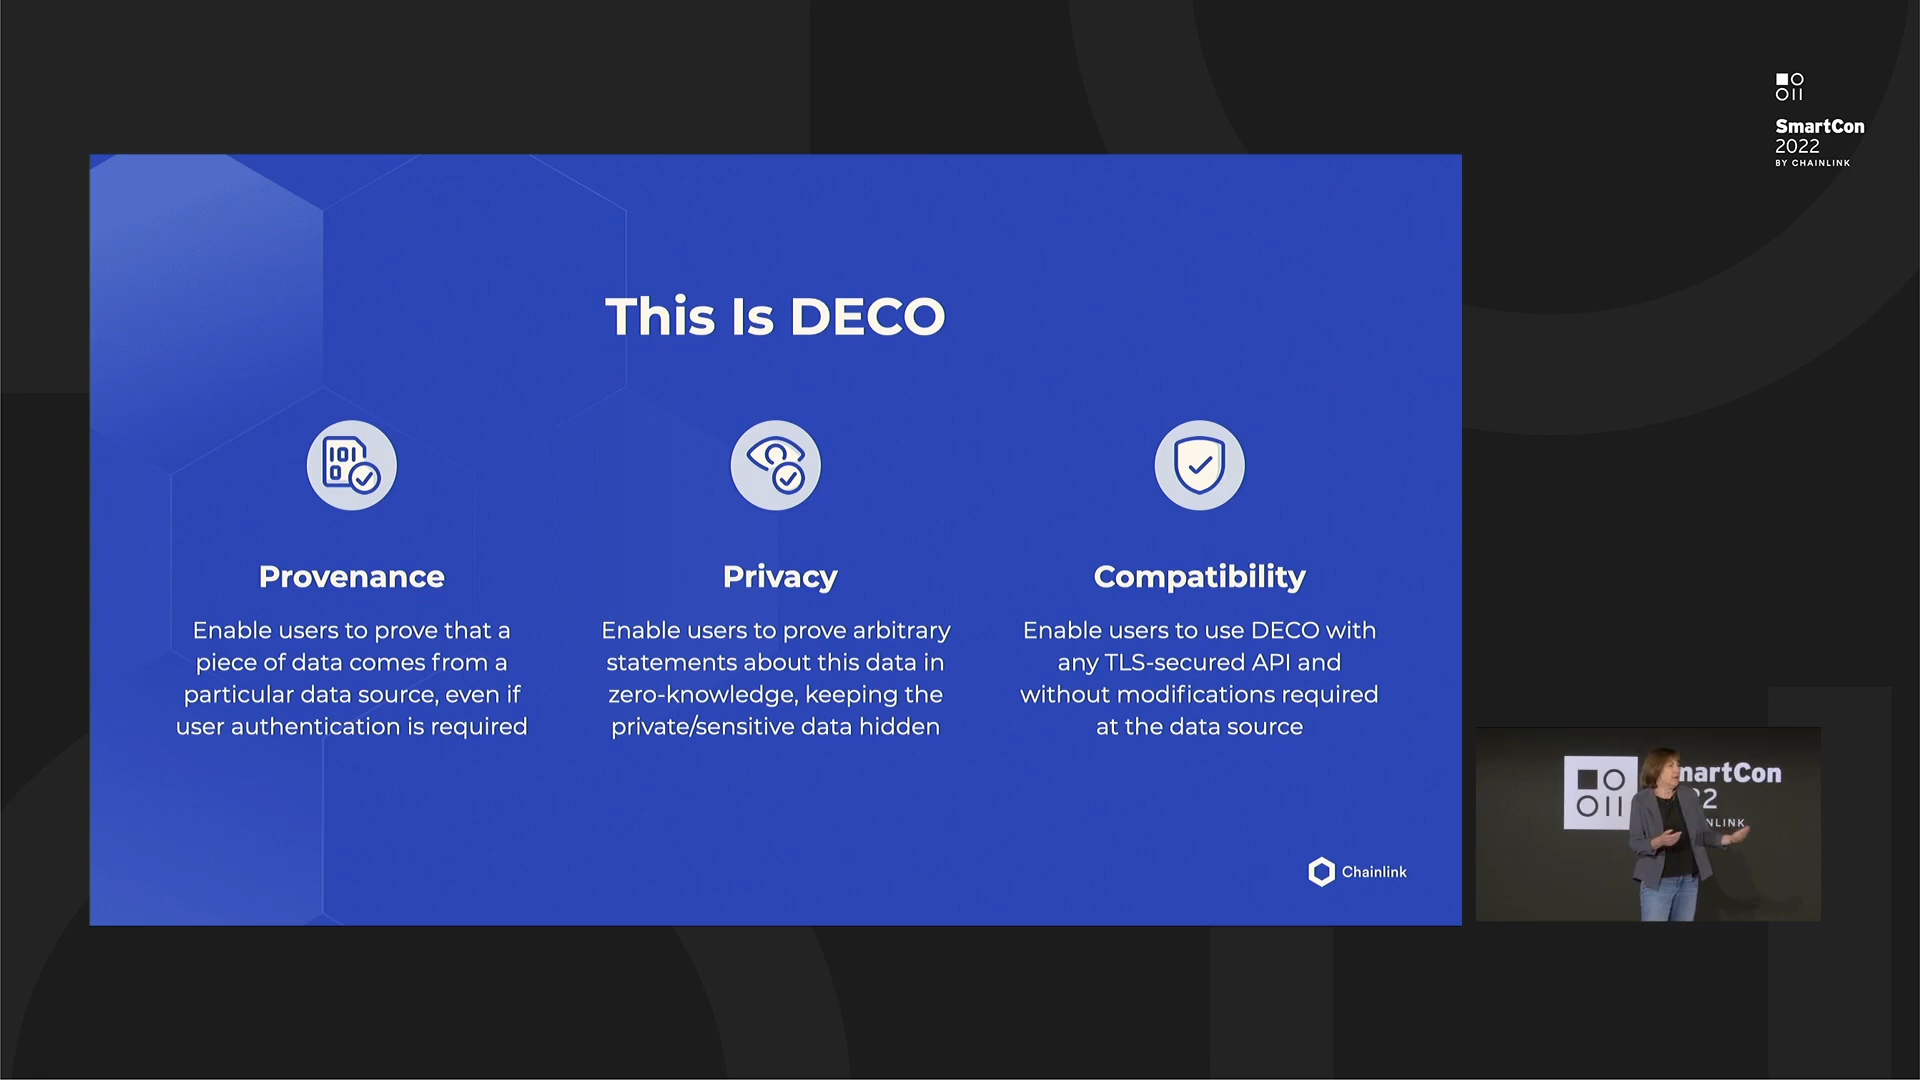 SmartCon
2022
BY CHAINLINK
This Is DECO
Provenance
Enable users to prove that a
piece of data comes from a
particular data source, even if
user authentication is required
Privacy
Enable users to prove arbitrary
statements about this data in
zero-knowledge, keeping the
private/sensitive data hidden
Compatibility
Enable users to use DECO with
any TLS-secured API and
without modifications required
at the data source
Chainlink
martCon
22
NLINK